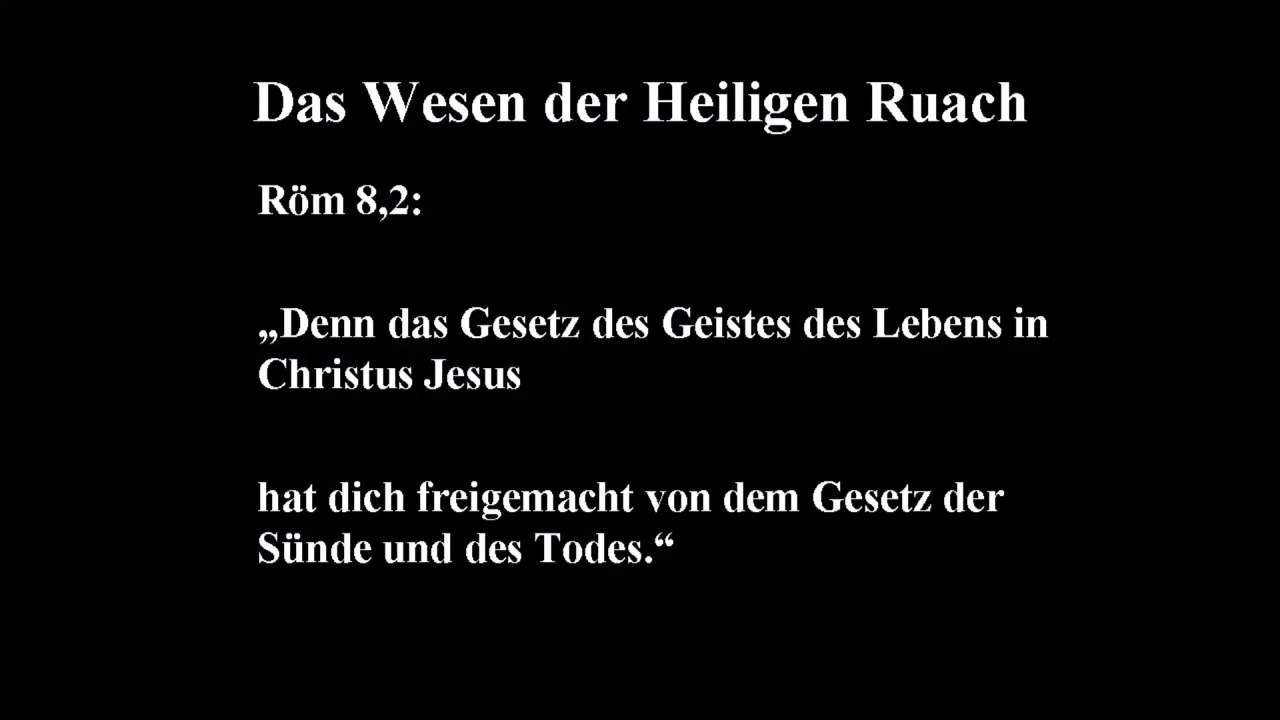 Das Wesen der Heiligen Ruach
Röm 8,2:
„Denn das Gesetz des Geistes des Lebens in
Christus Jesus
hat dich freigemacht von dem Gesetz der
Sünde und des Todes.“